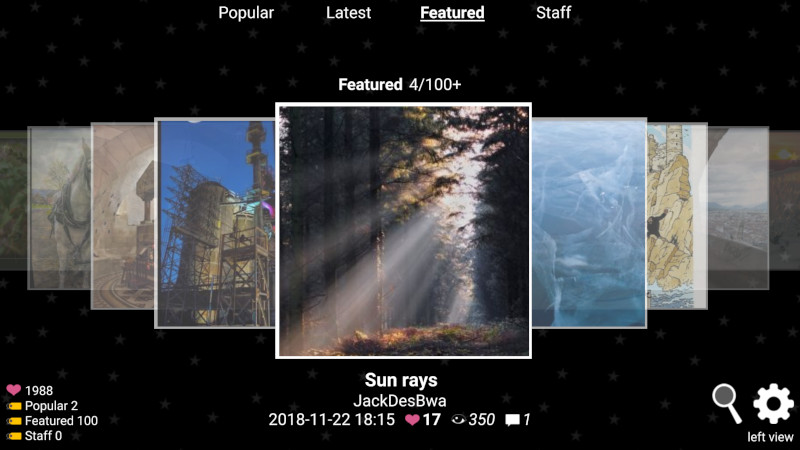 Popular Latest Featured Staff
Featured 4/100+
Sun rays
JackDesBwa
2018-11-22 18:15 17 350 1
1988
Popular 2
Featured 100
Staff 0
left view